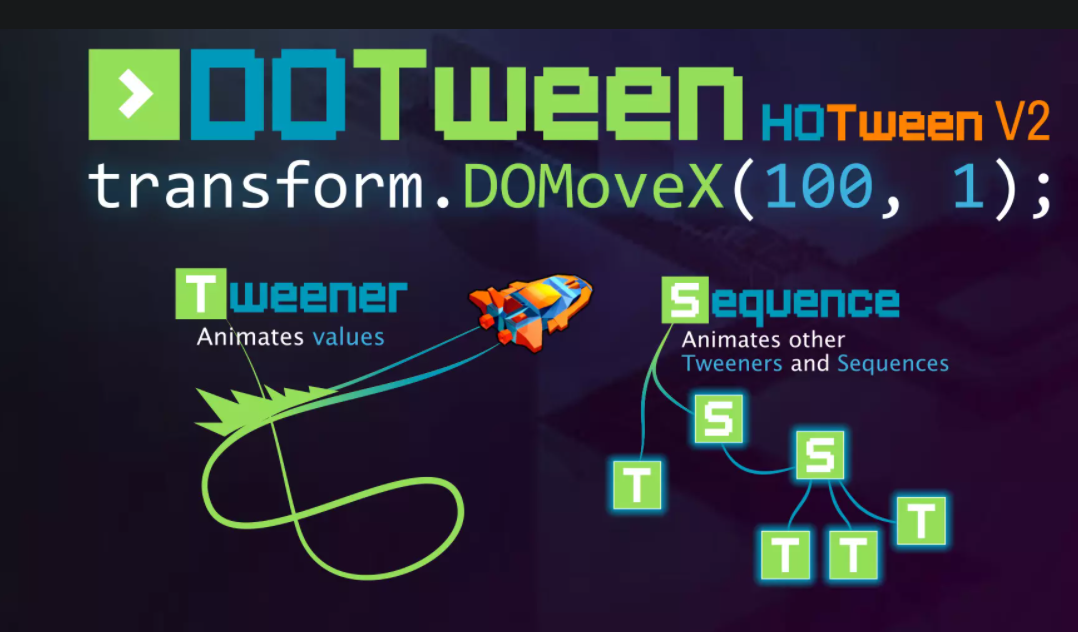 DOTween HOTween V2
transform.DOMoveX(100, 1);
Tweener
Animates values
Sequence
Animates other
Tweeners and Sequences
S
S
T
T
T T